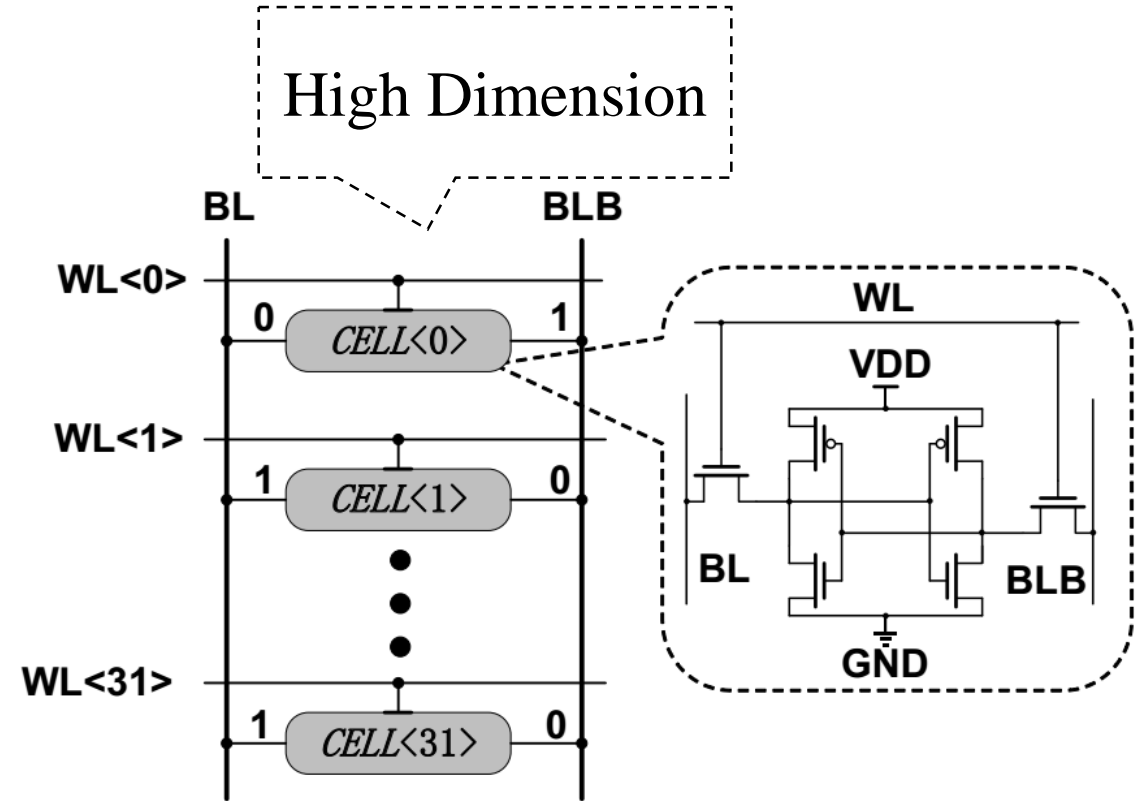 High Dimension
BL
BLB
WL<0>
0
1
CELL<0>
WL<1>
1
0
CELL<1>
WL<31>
1
0
CELL<31>
WL
VDD
BL
BLB
GND